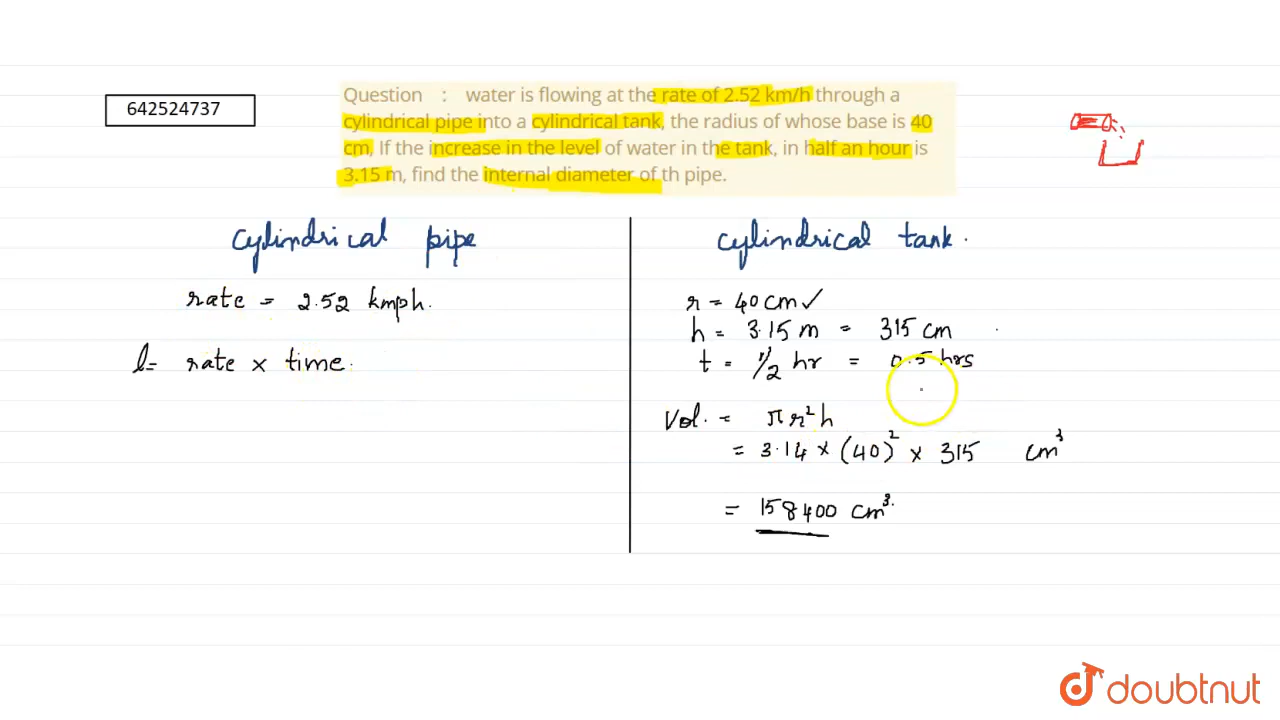 642524737
Question : water is flowing at the rate of 2.52 km/h through a
cylindrical pipe into a cylindrical tank, the radius of whose base is 40
cm, If the increase in the level of water in the tank, in half an hour is
3.15 m, find the internal diameter of th pipe.
cylindrical pipe
rate = 2.52 kmph.
l= rate × time.
cylindrical tank.
r = 40 cm ✓
h = 3.15 m = 315 cm
t = 1/2 hr = 0.5 hrs
Vol. = πr²h
= 3.14 × (40)² × 315 cm³
= 158400 cm³.
doubtnut